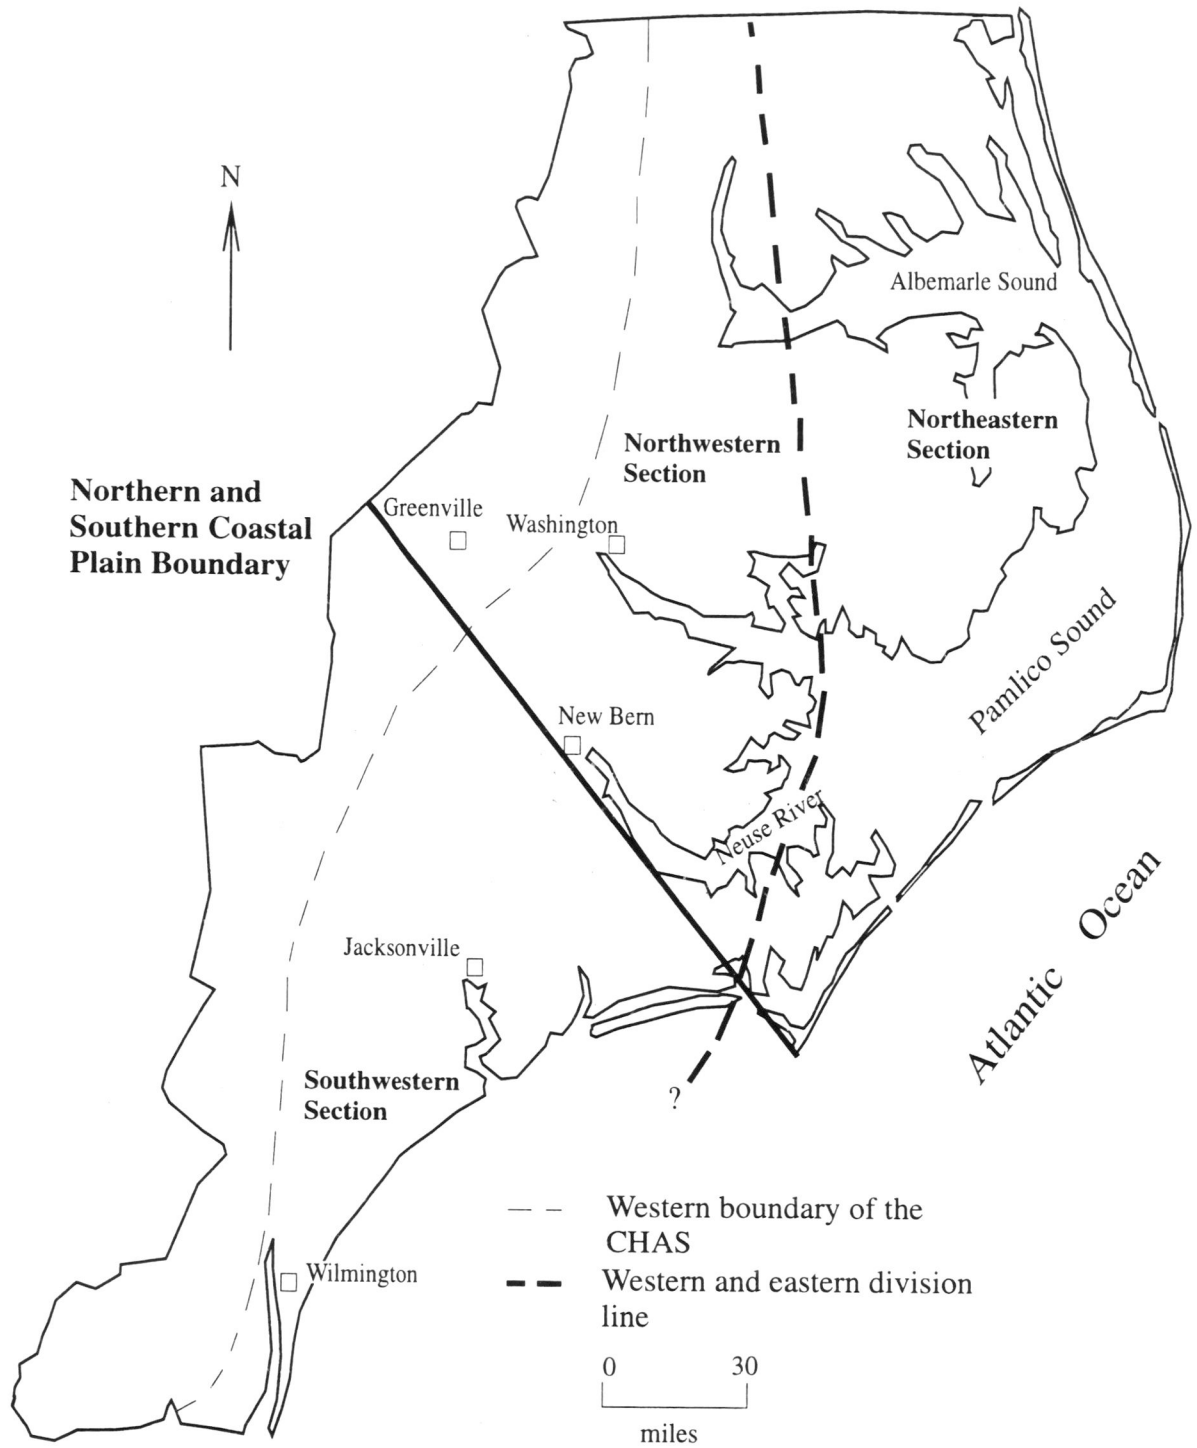 N
Albemarle Sound
Northeastern
Section
Northwestern
Section
Northern and
Southern Coastal
Plain Boundary
Greenville
Washington
Pamlico Sound
New Bern
Neuse River
Atlantic Ocean
Jacksonville
Southwestern
Section
?
Western boundary of the
CHAS
Wilmington
Western and eastern division
line
0 30
miles